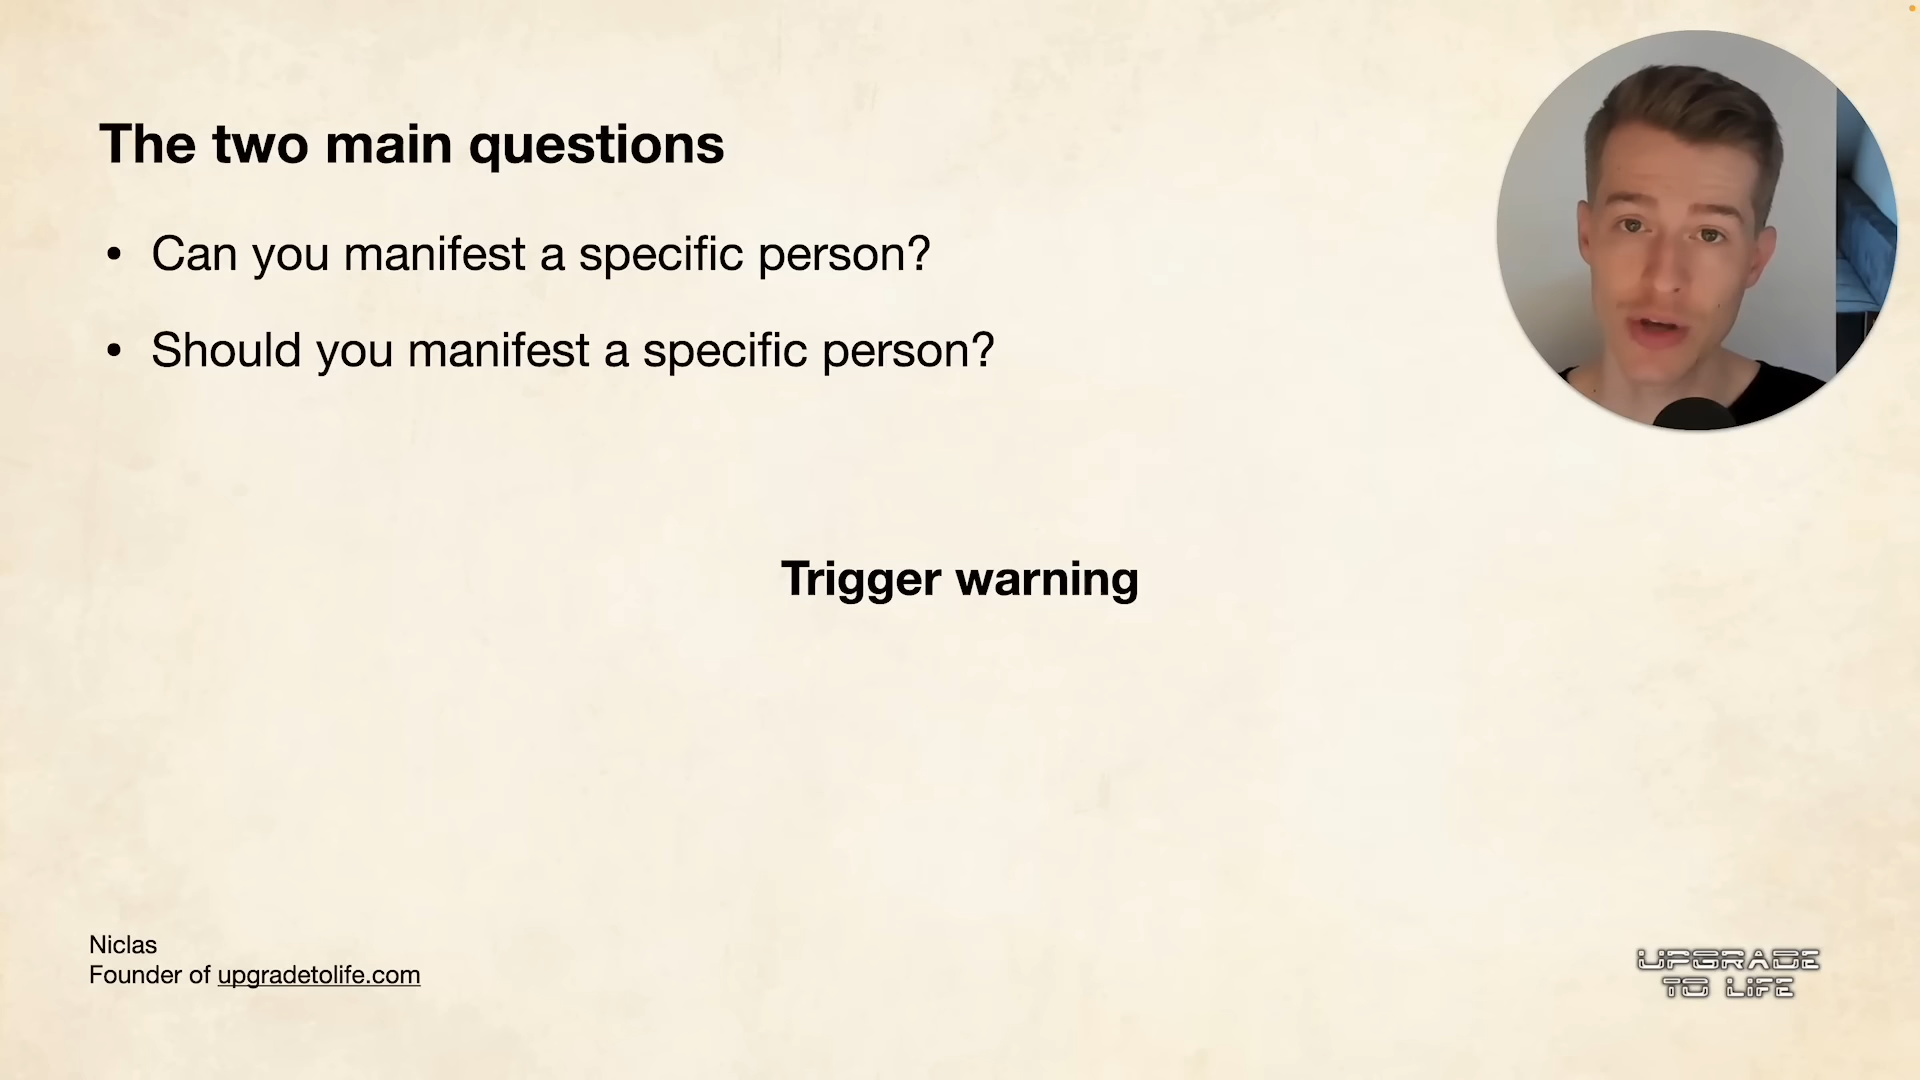 The two main questions
• Can you manifest a specific person?
• Should you manifest a specific person?
Trigger warning
Niclas
Founder of upgradetolife.com
UPGRADE
TO LIFE